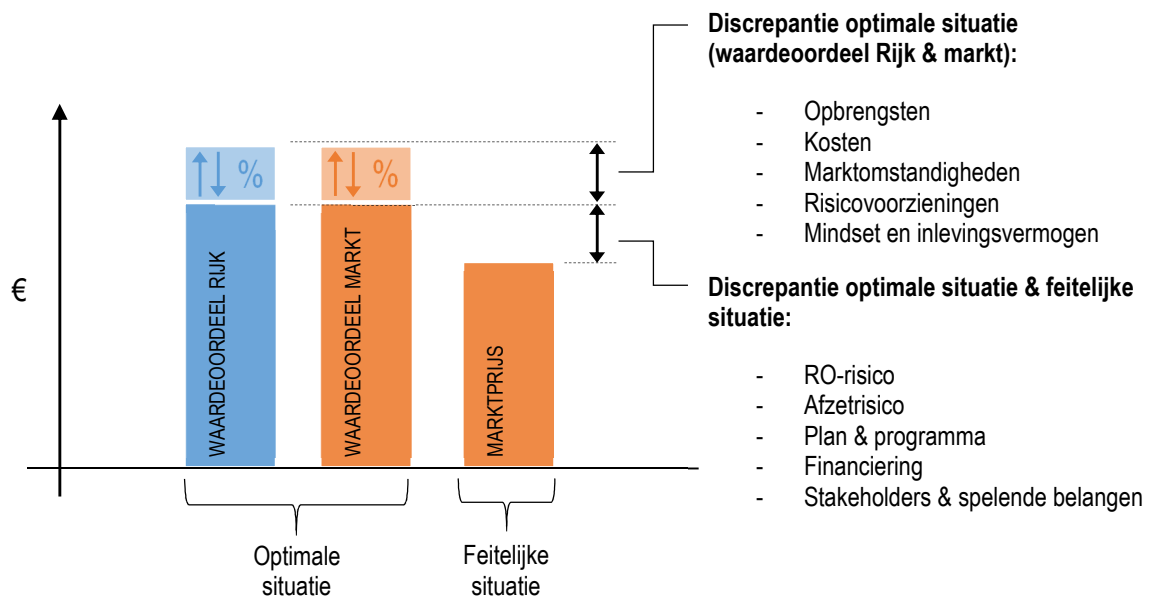 Discrepantie optimale situatie
(waardeoordeel Rijk & markt):
- Opbrengsten
- Kosten
- Marktomstandigheden
- Risicovoorzieningen
- Mindset en inlevingsvermogen
Discrepantie optimale situatie & feitelijke
situatie:
- RO-risico
- Afzetrisico
- Plan & programma
- Financiering
- Stakeholders & spelende belangen
€
%
%
WAARDEOORDEEL RIJK
WAARDEOORDEEL MARKT
MARKTPRIJS
Optimale
situatie
Feitelijke
situatie